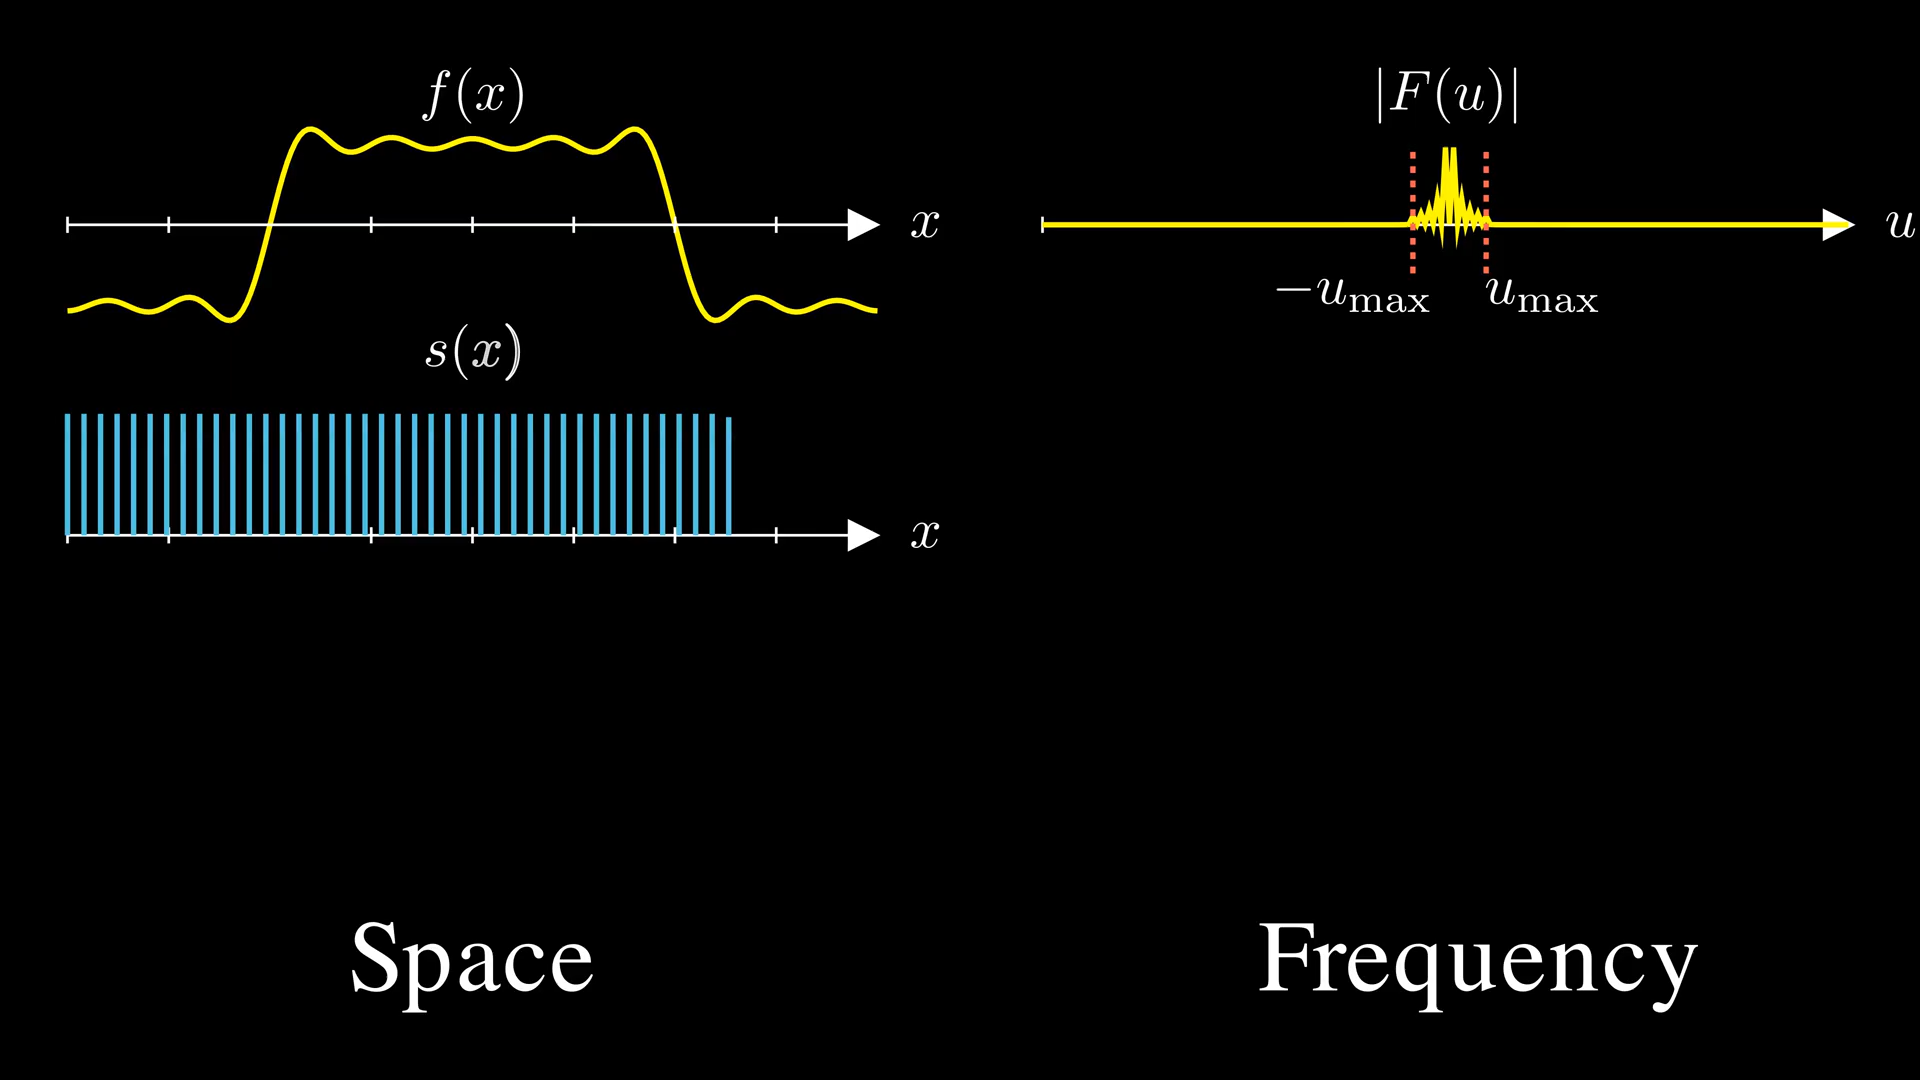 f(x)
|F(u)|
x
u
−u_max
u_max
s(x)
x
Space
Frequency